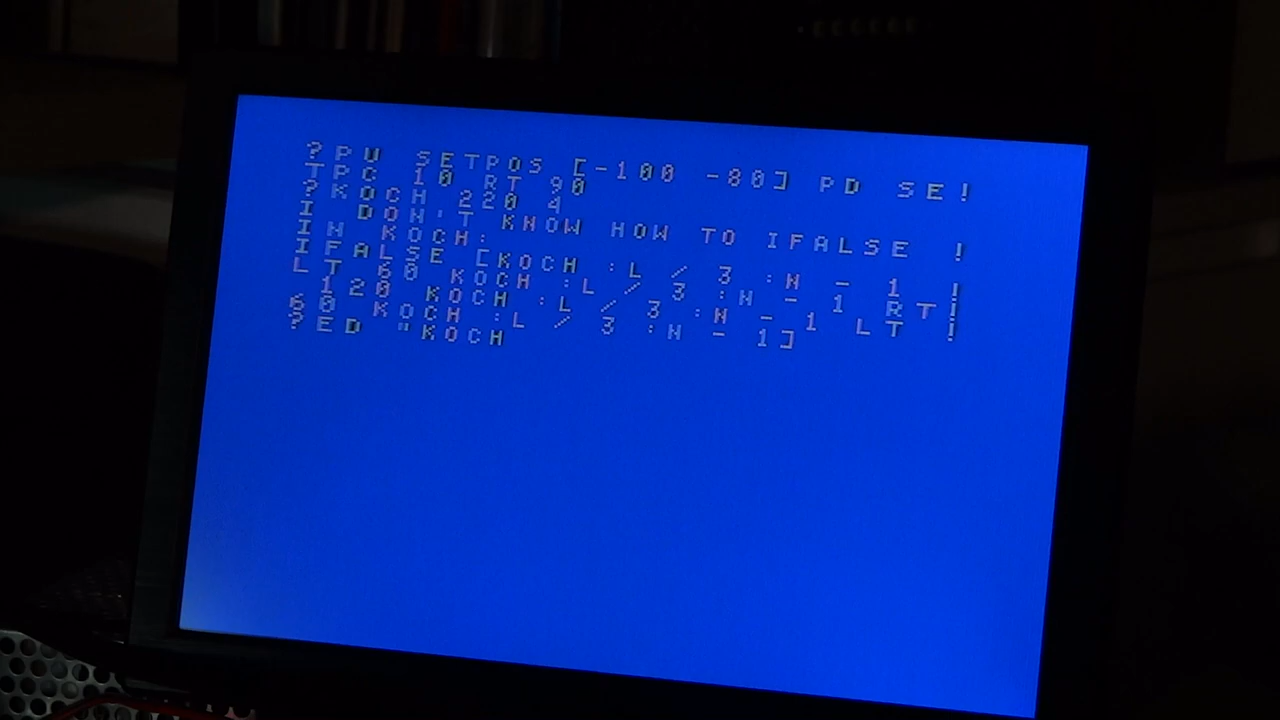 ?PU SETPOS [-100 -80] PD SE!
TPC 10 RT 90
?KOCH 220 4
I DON'T KNOW HOW TO IFALSE !
IN KOCH:
IFALSE [KOCH :L / 3 :N - 1 !
LT 60 KOCH :L / 3 :N - 1 RT!
 120 KOCH :L / 3 :N - 1 LT !
60 KOCH :L / 3 :N - 1]
?ED "KOCH